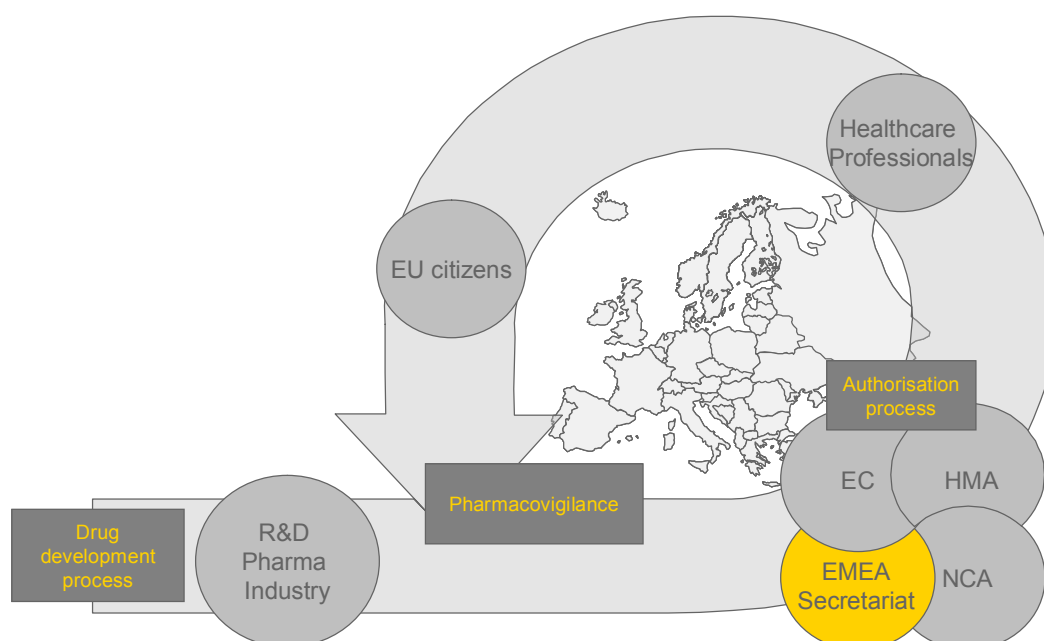 Healthcare
Professionals
EU citizens
Authorisation
process
EC
HMA
Pharmacovigilance
Drug
development
process
R&D
Pharma
Industry
EMEA
Secretariat
NCA